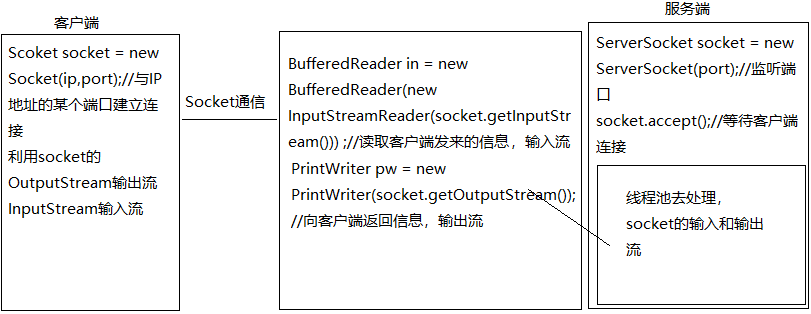 客户端
Scoket socket = new
Socket(ip,port);//与IP
地址的某个端口建立连
接
利用socket的
OutputStream输出流
InputStream输入流
Socket通信
BufferedReader in = new
BufferedReader(new
InputStreamReader(socket.getInputStr
eam())) ;//读取客户端发来的信息，输入流
PrintWriter pw = new
PrintWriter(socket.getOutputStream());
//向客户端返回信息，输出流
服务端
ServerSocket socket = new
ServerSocket(port);//监听端
口
socket.accept();//等待客户端
连接
线程池去处理，
socket的输入和输出
流